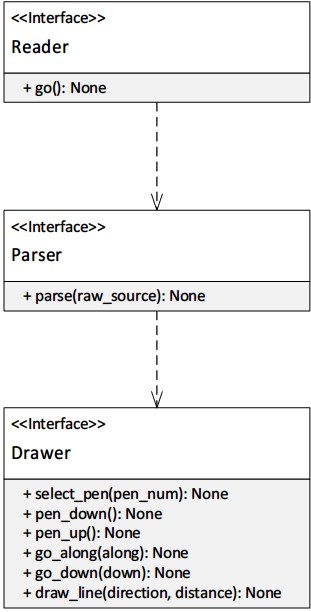 <<Interface>>
Reader
+ go(): None
<<Interface>>
Parser
+ parse(raw_source): None
<<Interface>>
Drawer
+ select_pen(pen_num): None
+ pen_down(): None
+ pen_up(): None
+ go_along(along): None
+ go_down(down): None
+ draw_line(direction, distance): None